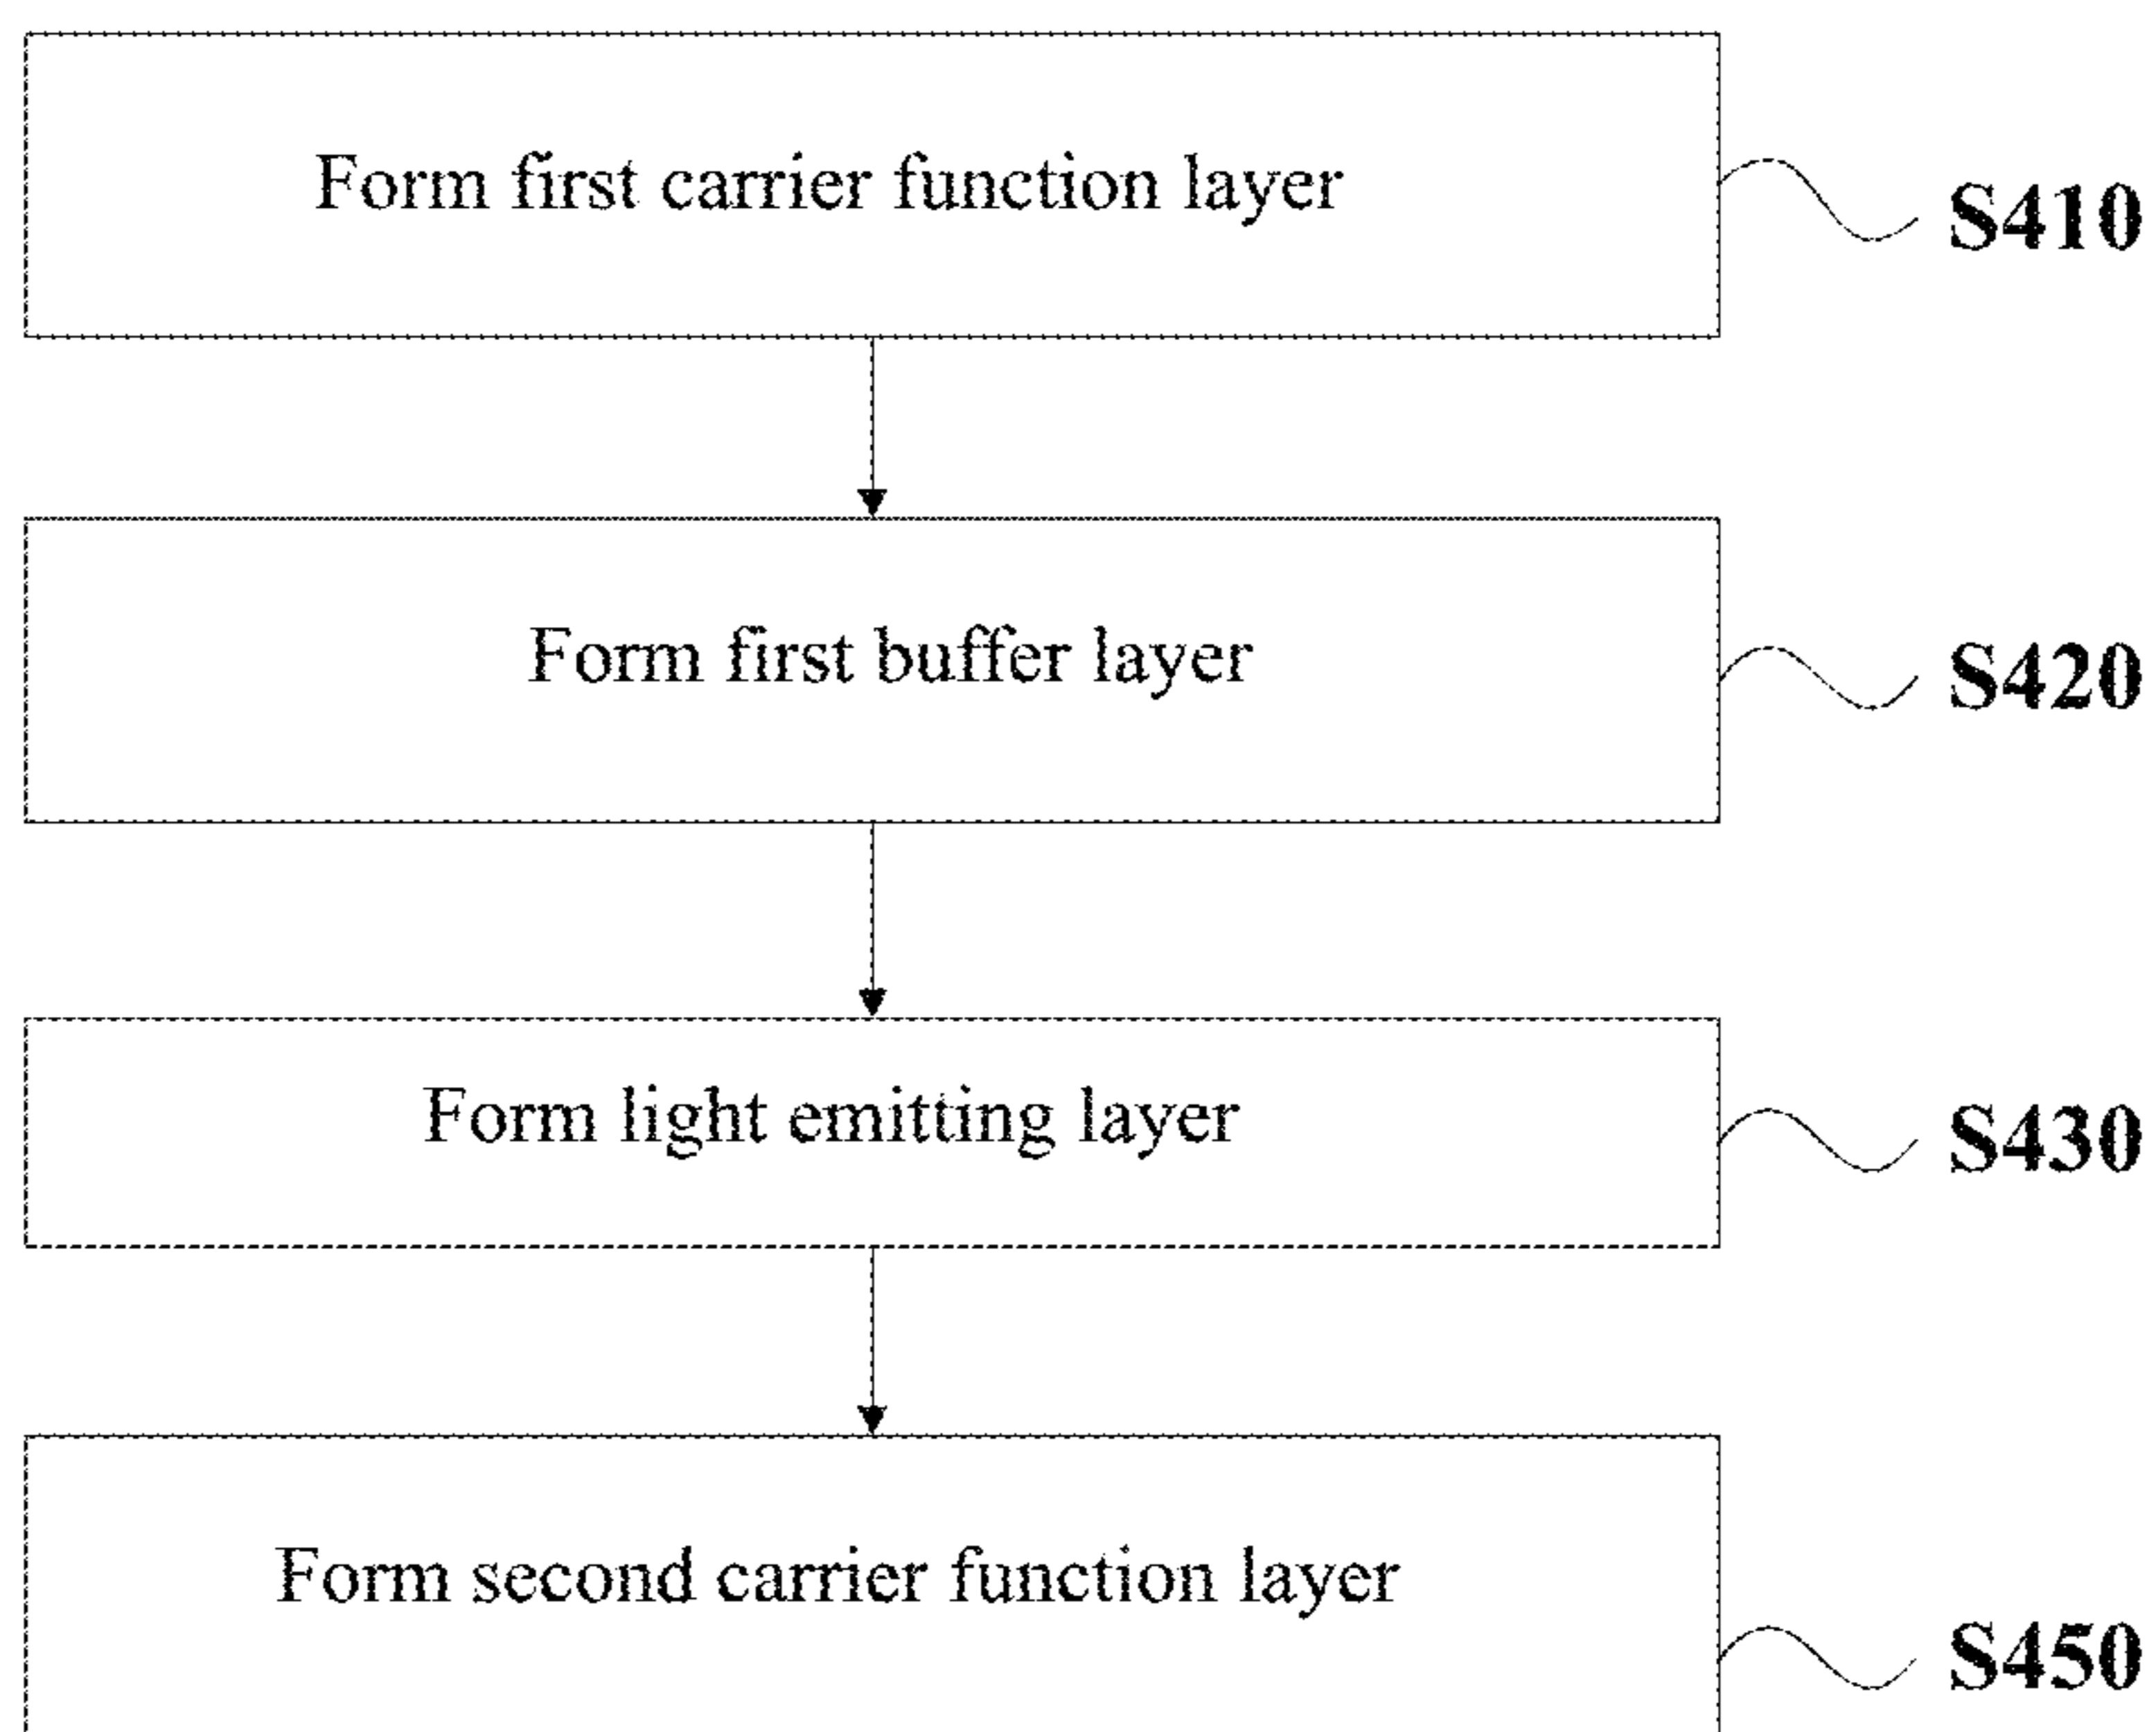 Form first carrier function layer
S410
Form first buffer layer
S420
Form light emitting layer
S430
Form second carrier function layer
S450